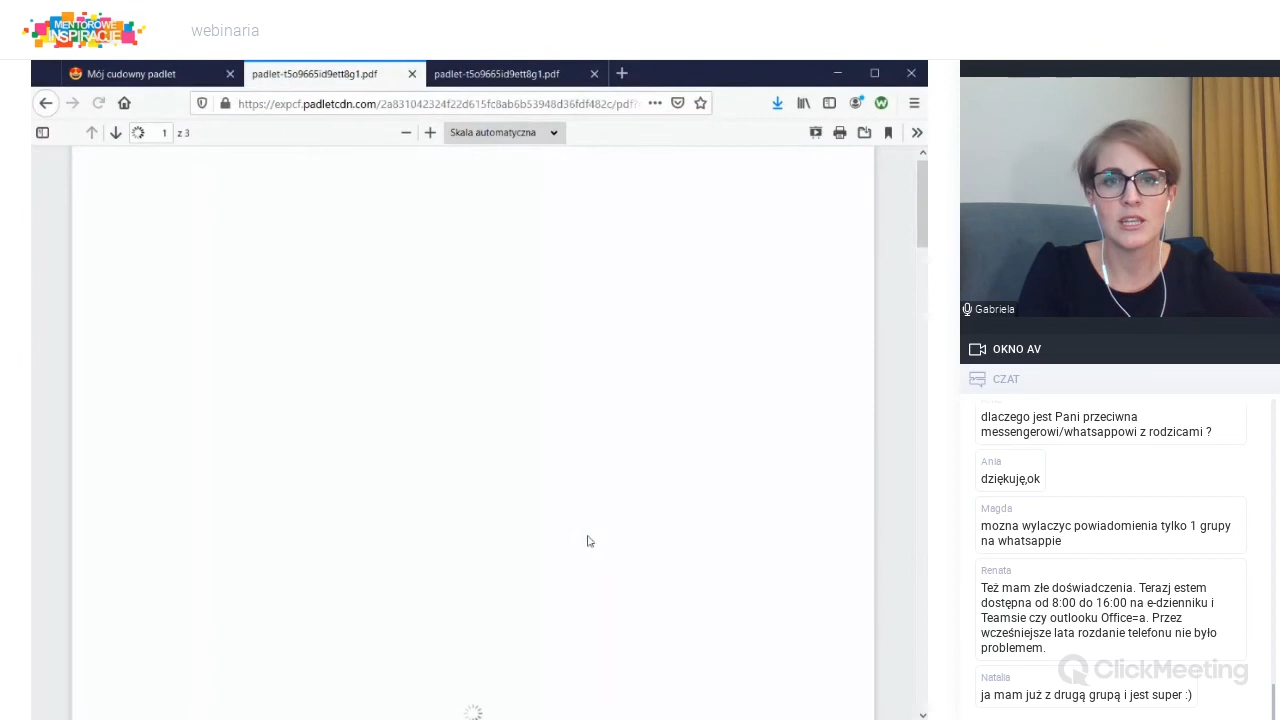 MENTOROWE
INSPIRACJE
webinaria
Mój cudowny padlet
padlet-t5o9665id9ett8g1.pdf
padlet-t5o9665id9ett8g1.pdf
https://expcf.padletcdn.com/2a831042324f22d615fc8ab6b53948d36fdf482c/pdf?
1 z 3
Skala automatyczna
Gabriela
OKNO AV
CZAT
dlaczego jest Pani przeciwna
messengerowi/whatsappowi z rodzicami ?
Ania
dziękuję,ok
Magda
mozna wylaczyc powiadomienia tylko 1 grupy
na whatsappie
Renata
Też mam złe doświadczenia. Terazj estem
dostępna od 8:00 do 16:00 na e-dzienniku i
Teamsie czy outlooku Office=a. Przez
wcześniejsze lata rozdanie telefonu nie było
problemem.
ClickMeeting
Natalia
ja mam już z drugą grupą i jest super :)